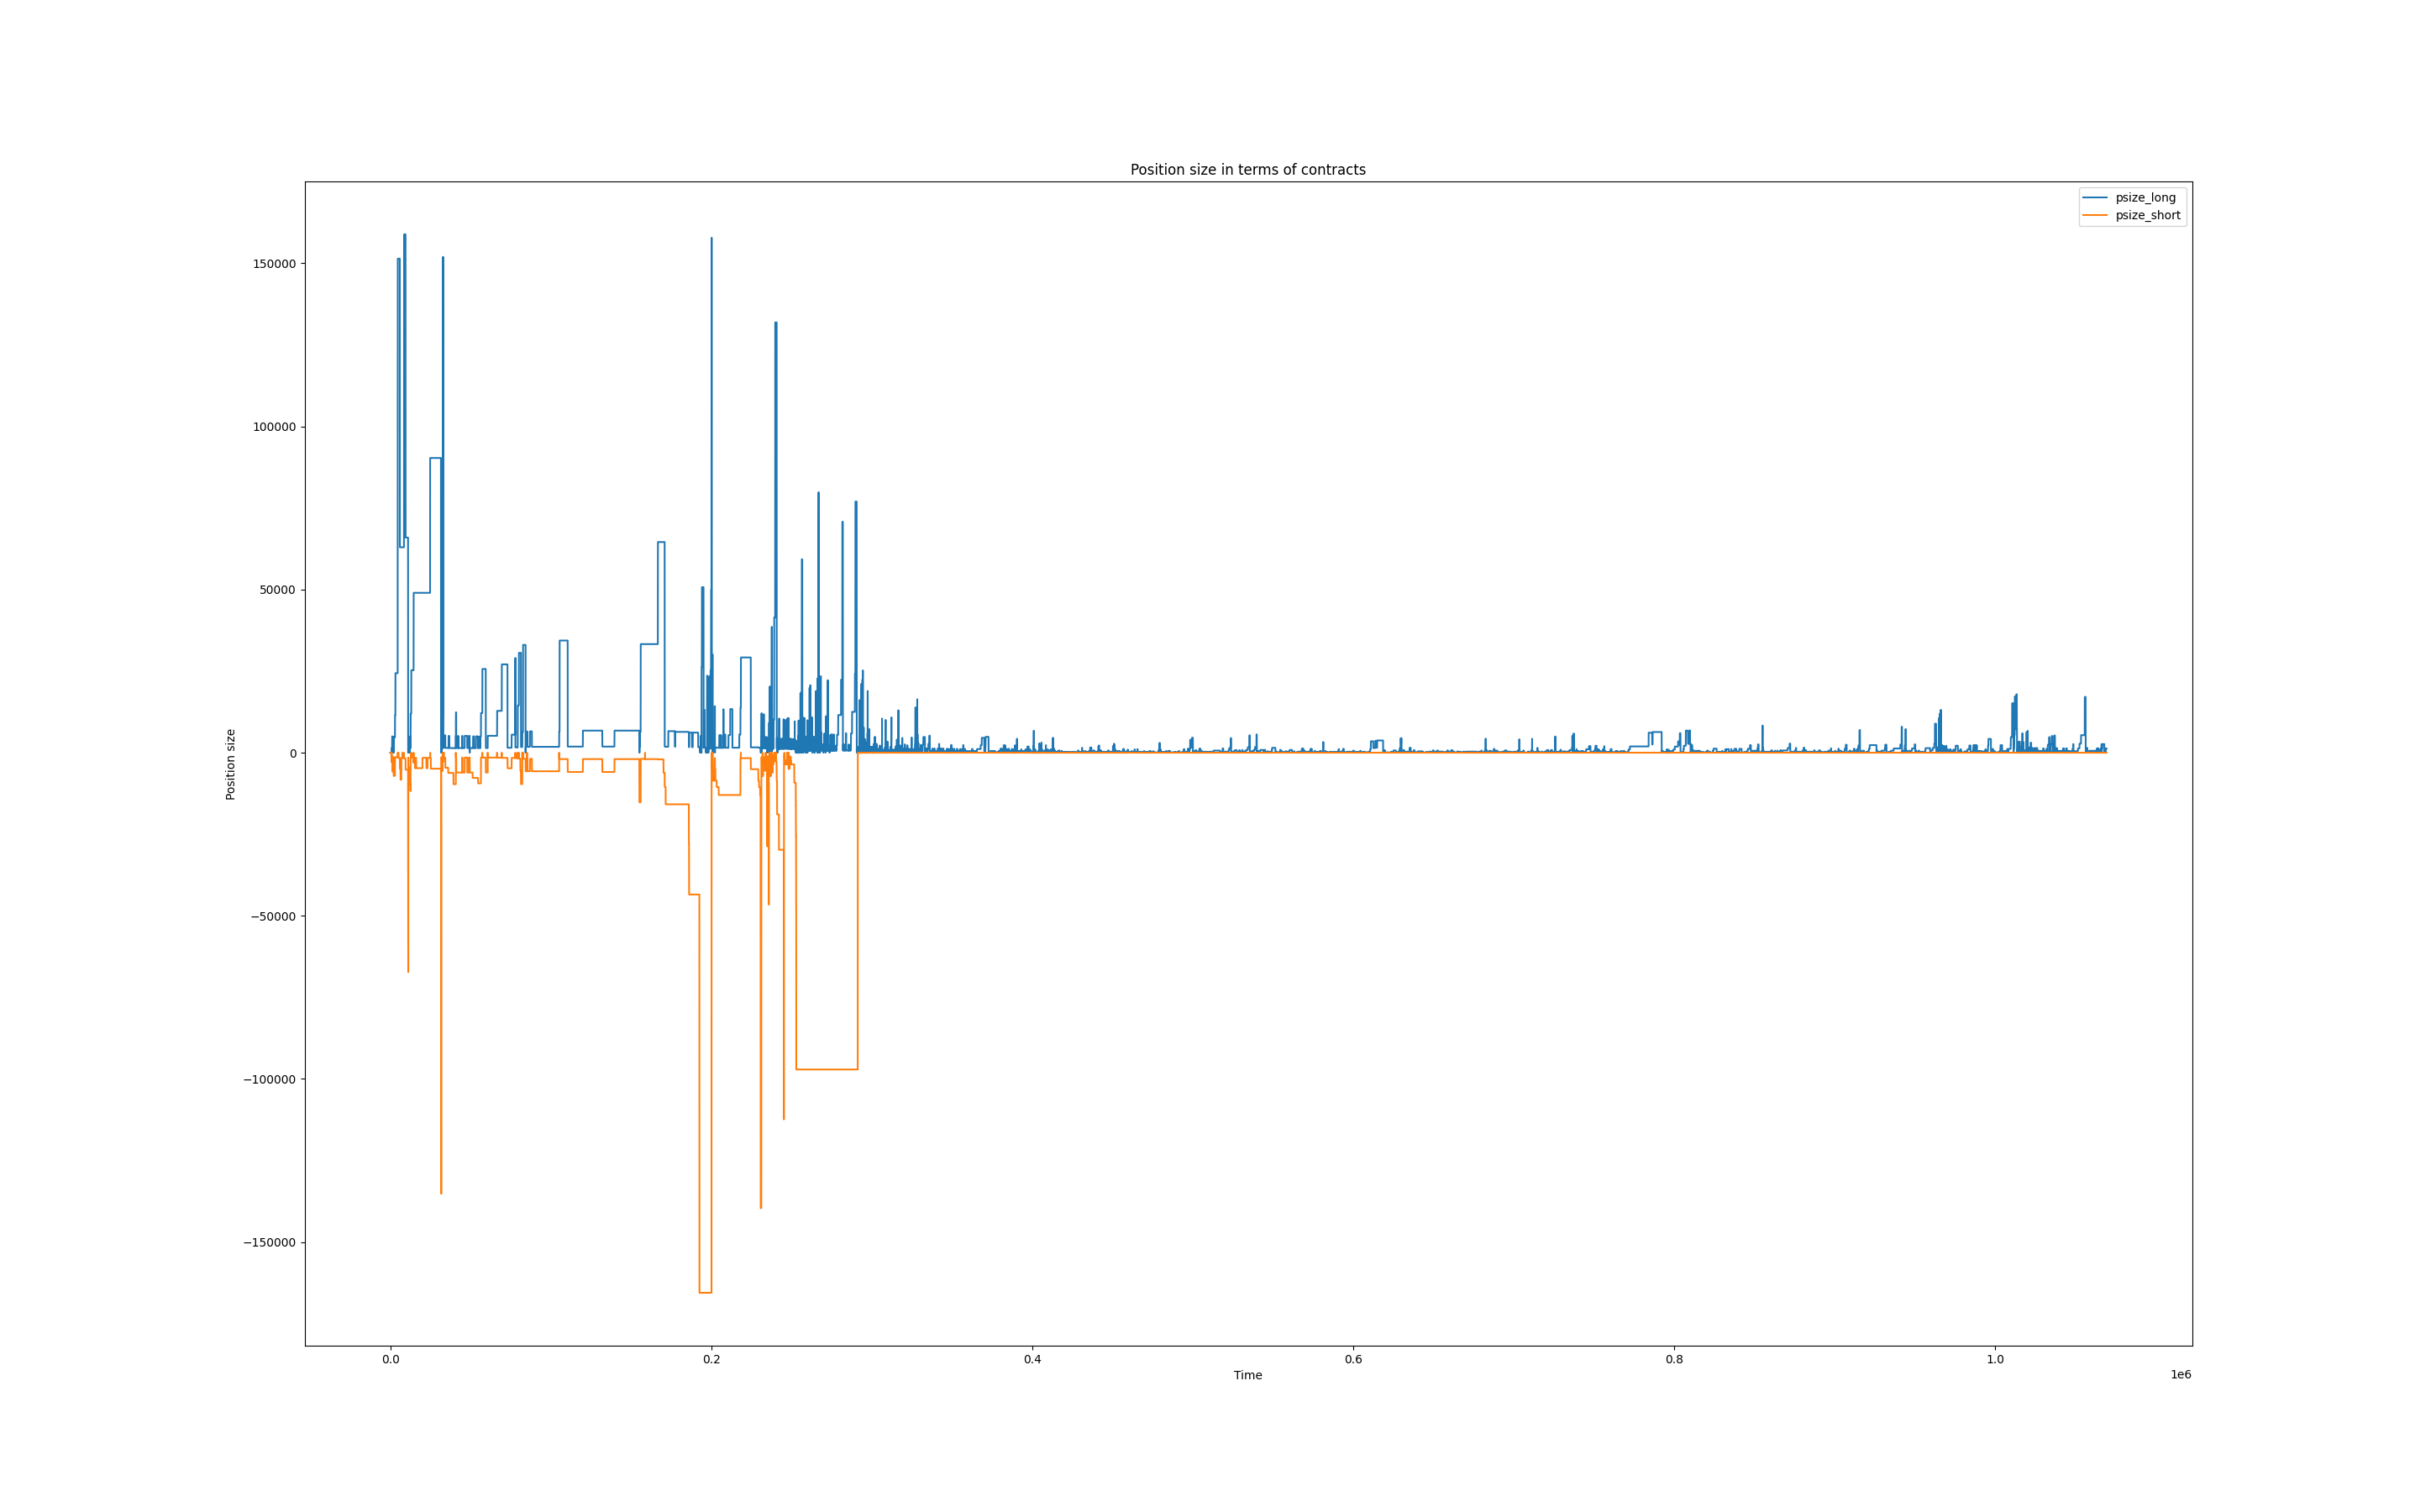 Position size in terms of contracts
psize_long
psize_short
150000
100000
50000
0
−50000
−100000
−150000
Position size
0.0
0.2
0.4
0.6
0.8
1.0
1e6
Time